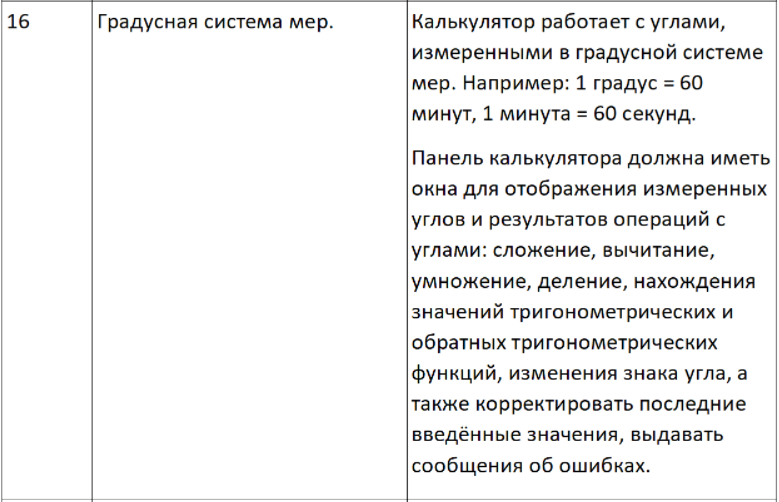 16
Градусная система мер.
Калькулятор работает с углами,
измеренными в градусной системе
мер. Например: 1 градус = 60
минут, 1 минута = 60 секунд.
Панель калькулятора должна иметь
окна для отображения измеренных
углов и результатов операций с
углами: сложение, вычитание,
умножение, деление, нахождения
значений тригонометрических и
обратных тригонометрических
функций, изменения знака угла, а
также корректировать последние
введённые значения, выдавать
сообщения об ошибках.